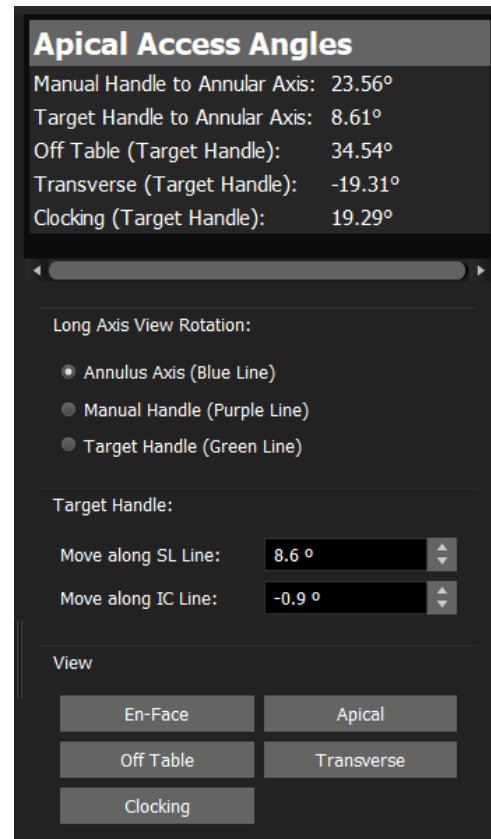 Apical Access Angles
Manual Handle to Annular Axis: 23.56º
Target Handle to Annular Axis: 8.61º
Off Table (Target Handle): 34.54º
Transverse (Target Handle): -19.31º
Clocking (Target Handle): 19.29º
Long Axis View Rotation:
Annulus Axis (Blue Line)
Manual Handle (Purple Line)
Target Handle (Green Line)
Target Handle:
Move along SL Line: 8.6 º
Move along IC Line: -0.9 º
View
En-Face Apical
Off Table Transverse
Clocking